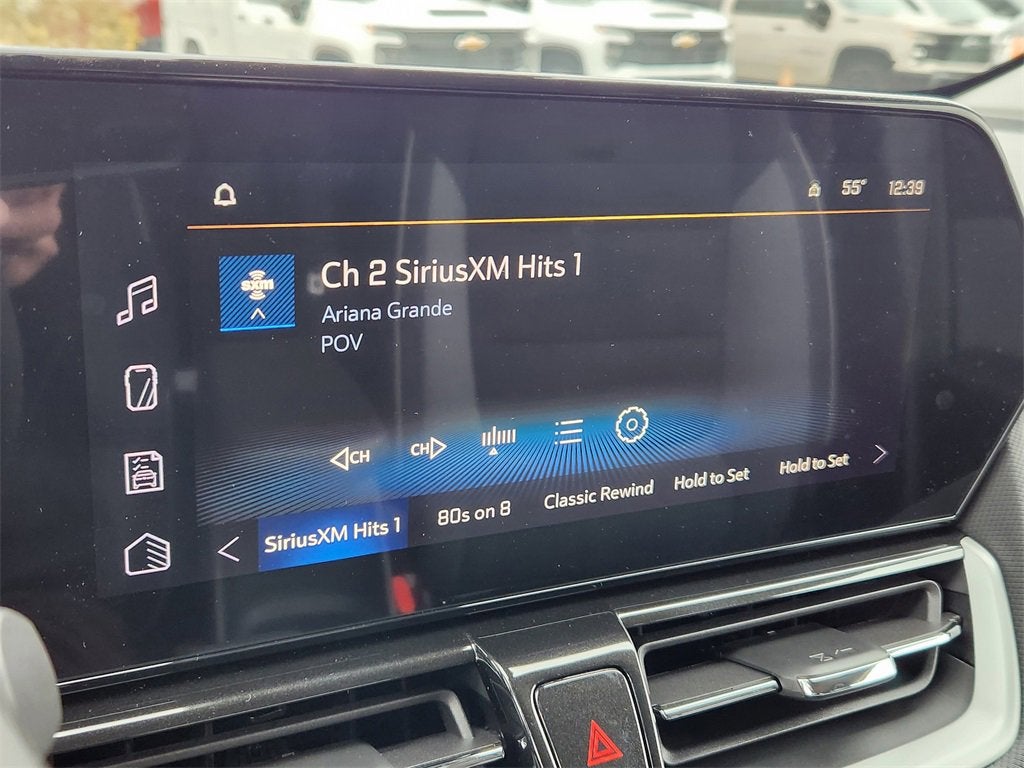 55° 12:39
sxm
Ch 2 SiriusXM Hits 1
Ariana Grande
POV
CH CH
SiriusXM Hits 1 80s on 8 Classic Rewind Hold to Set Hold to Set